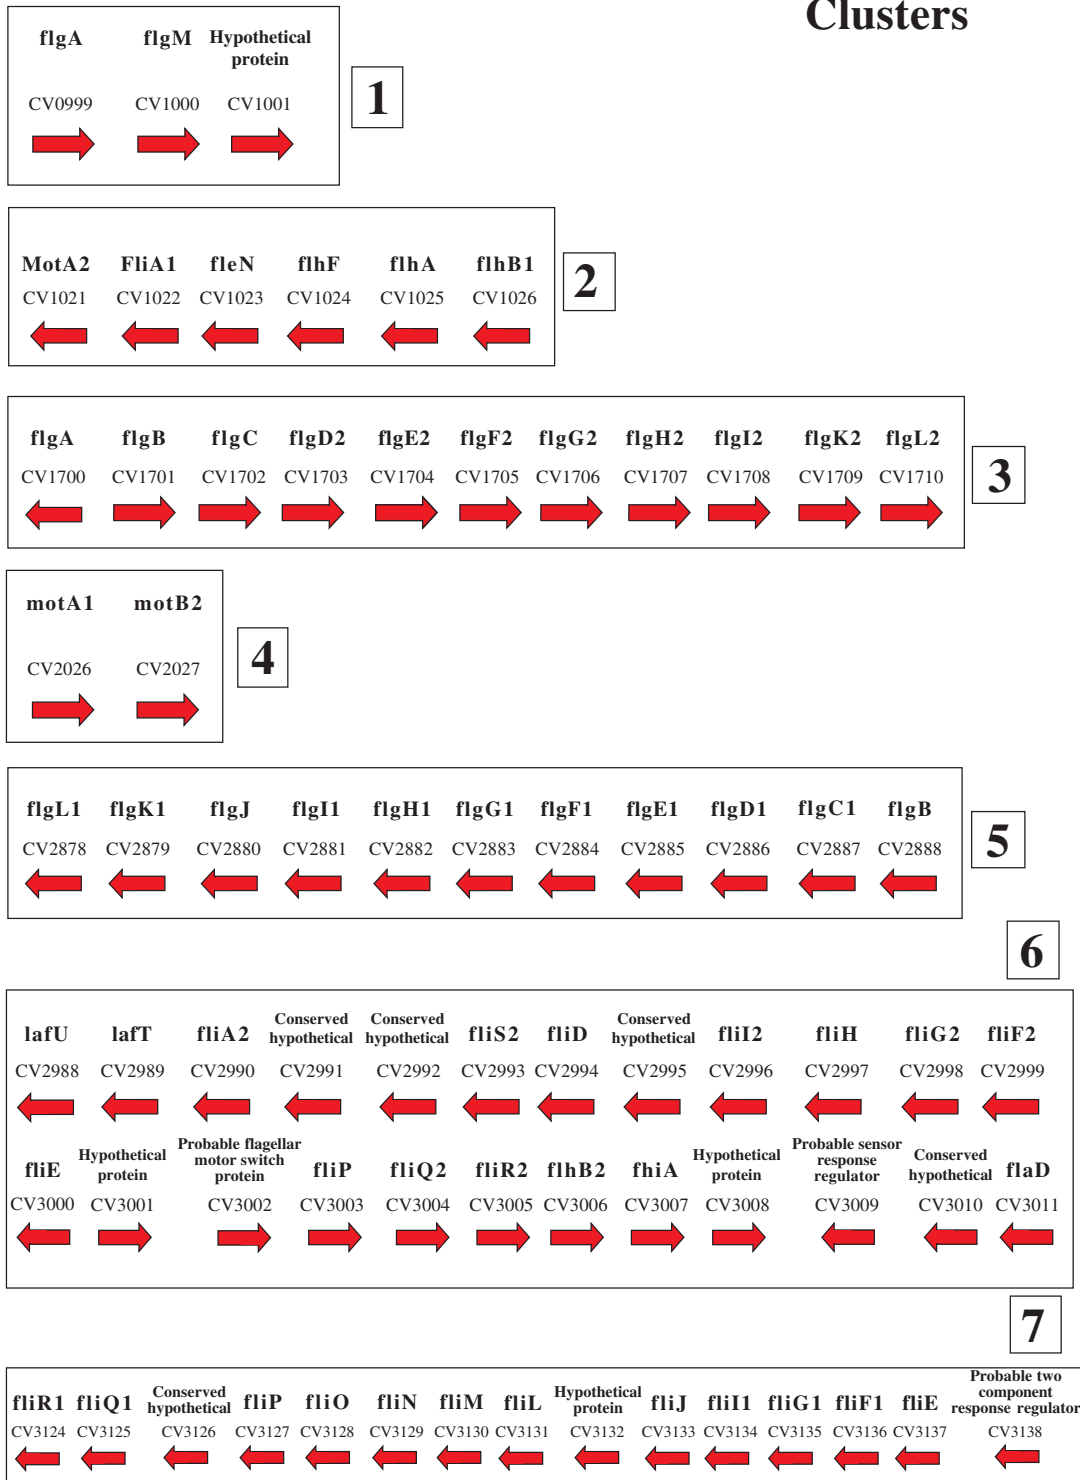 Clusters
flgA flgM Hypothetical
protein
CV0999 CV1000 CV1001
1
MotA2 FliA1 fleN flhF flhA flhB1
CV1021 CV1022 CV1023 CV1024 CV1025 CV1026
2
flgA flgB flgC flgD2 flgE2 flgF2 flgG2 flgH2 flgI2 flgK2 flgL2
CV1700 CV1701 CV1702 CV1703 CV1704 CV1705 CV1706 CV1707 CV1708 CV1709 CV1710
3
motA1 motB2
CV2026 CV2027
4
flgL1 flgK1 flgJ flgI1 flgH1 flgG1 flgF1 flgE1 flgD1 flgC1 flgB
CV2878 CV2879 CV2880 CV2881 CV2882 CV2883 CV2884 CV2885 CV2886 CV2887 CV2888
5
6
Conserved Conserved Conserved
lafU lafT fliA2 hypothetical hypothetical fliS2 fliD hypothetical fliI2 fliH fliG2 fliF2
CV2988 CV2989 CV2990 CV2991 CV2992 CV2993 CV2994 CV2995 CV2996 CV2997 CV2998 CV2999
Probable flagellar Probable sensor
Hypothetical motor switch Hypothetical response Conserved
fliE protein protein fliP fliQ2 fliR2 flhB2 fhiA protein regulator hypothetical flaD
CV3000 CV3001 CV3002 CV3003 CV3004 CV3005 CV3006 CV3007 CV3008 CV3009 CV3010 CV3011
7
Probable two
Conserved Hypothetical component
fliR1 fliQ1 hypothetical fliP fliO fliN fliM fliL protein fliJ fliI1 fliG1 fliF1 fliE response regulator
CV3124 CV3125 CV3126 CV3127 CV3128 CV3129 CV3130 CV3131 CV3132 CV3133 CV3134 CV3135 CV3136 CV3137 CV3138